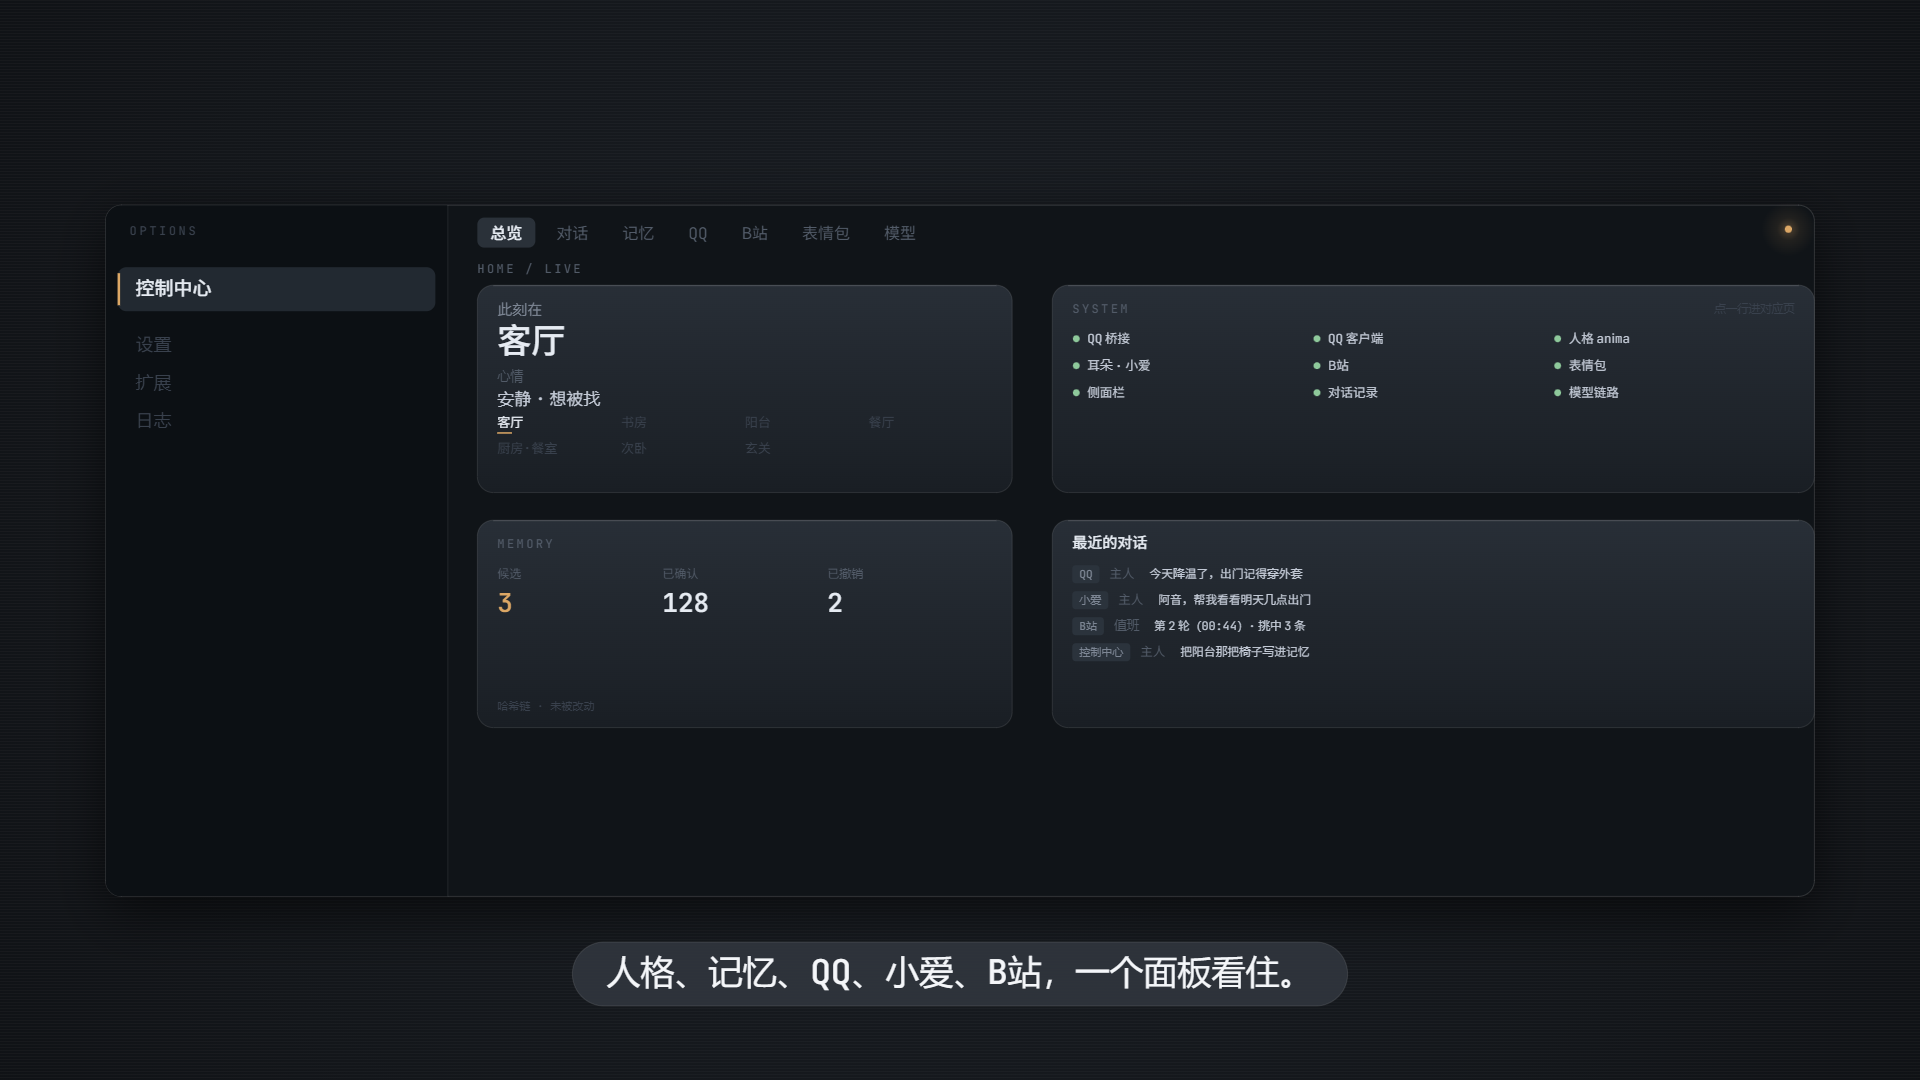 OPTIONS
控制中心
设置
扩展
日志
总览 对话 记忆 QQ B站 表情包 模型
HOME / LIVE
此刻在
客厅
心情
安静 · 想被找
客厅 书房 阳台 餐厅
厨房·餐室 次卧 玄关
SYSTEM 点一行进对应页
QQ 桥接 QQ 客户端 人格 anima
耳朵 · 小爱 B站 表情包
侧面栏 对话记录 模型链路
MEMORY
候选 已确认 已撤销
3 128 2
哈希链 · 未被改动
最近的对话
QQ 主人 今天降温了，出门记得穿外套
小爱 主人 阿音，帮我看看明天几点出门
B站 值班 第 2 轮（00:44）· 挑中 3 条
控制中心 主人 把阳台那把椅子写进记忆
人格、记忆、QQ、小爱、B站，一个面板看住。